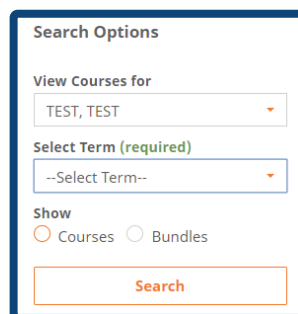 Search Options
View Courses for
TEST, TEST
Select Term (required)
--Select Term--
Show
Courses Bundles
Search